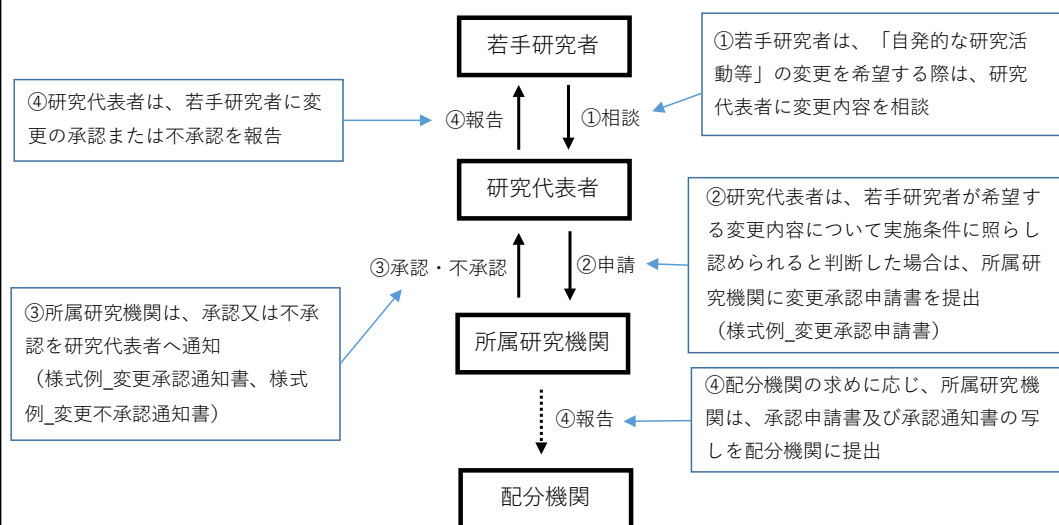 若手研究者
①若手研究者は、「自発的な研究活
動等」の変更を希望する際は、研究
代表者に変更内容を相談
④研究代表者は、若手研究者に変
更の承認または不承認を報告
④報告
①相談
研究代表者
②研究代表者は、若手研究者が希望す
る変更内容について実施条件に照らし
認められると判断した場合は、所属研
究機関に変更承認申請書を提出
（様式例_変更承認申請書）
③承認・不承認
②申請
③所属研究機関は、承認又は不承
認を研究代表者へ通知
（様式例_変更承認通知書、様式
例_変更不承認通知書）
所属研究機関
④配分機関の求めに応じ、所属研究機
関は、承認申請書及び承認通知書の写
しを配分機関に提出
④報告
配分機関